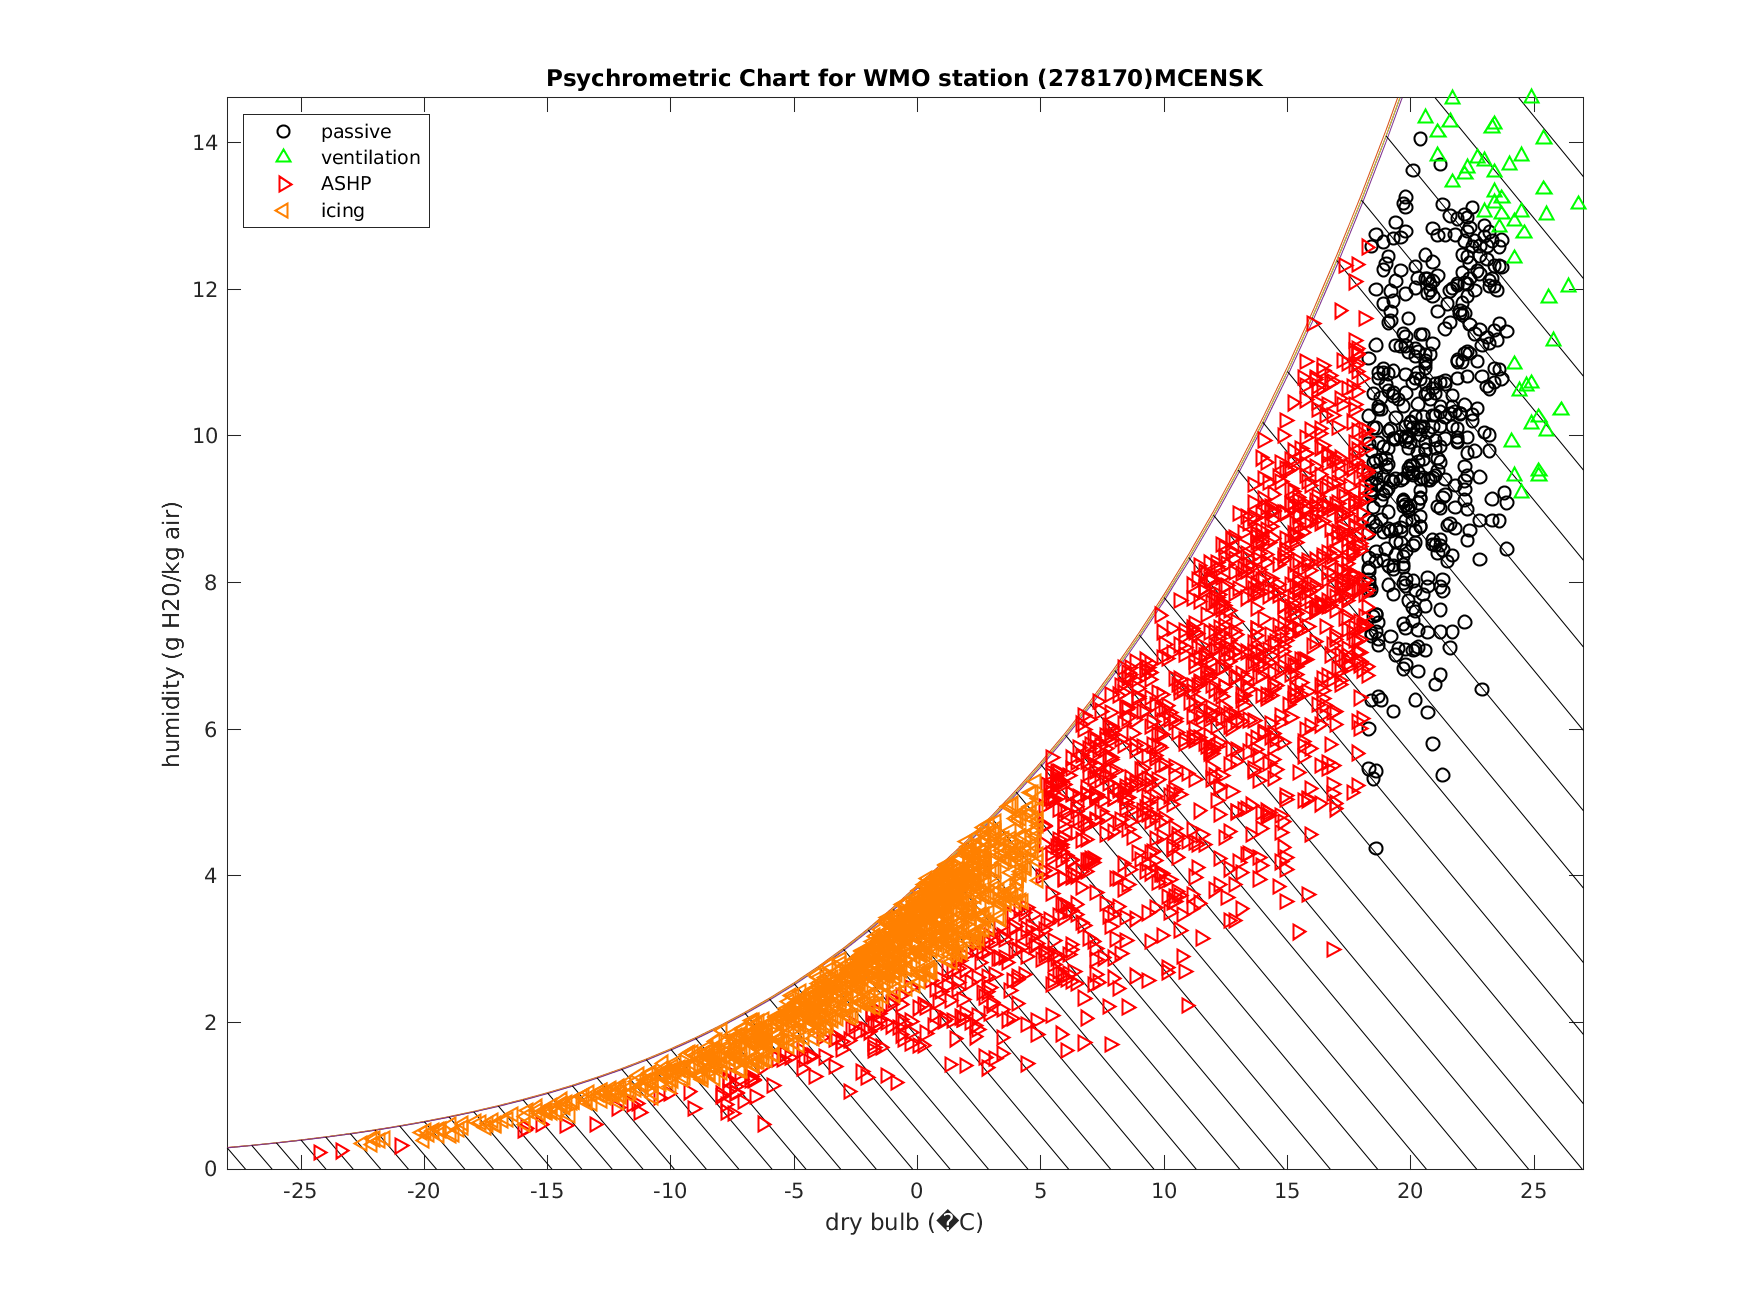 Psychrometric Chart for WMO station (278170)MCENSK
passive
ventilation
ASHP
icing
14
12
10
8
6
4
2
0
humidity (g H20/kg air)
-25 -20 -15 -10 -5 0 5 10 15 20 25
dry bulb (�C)